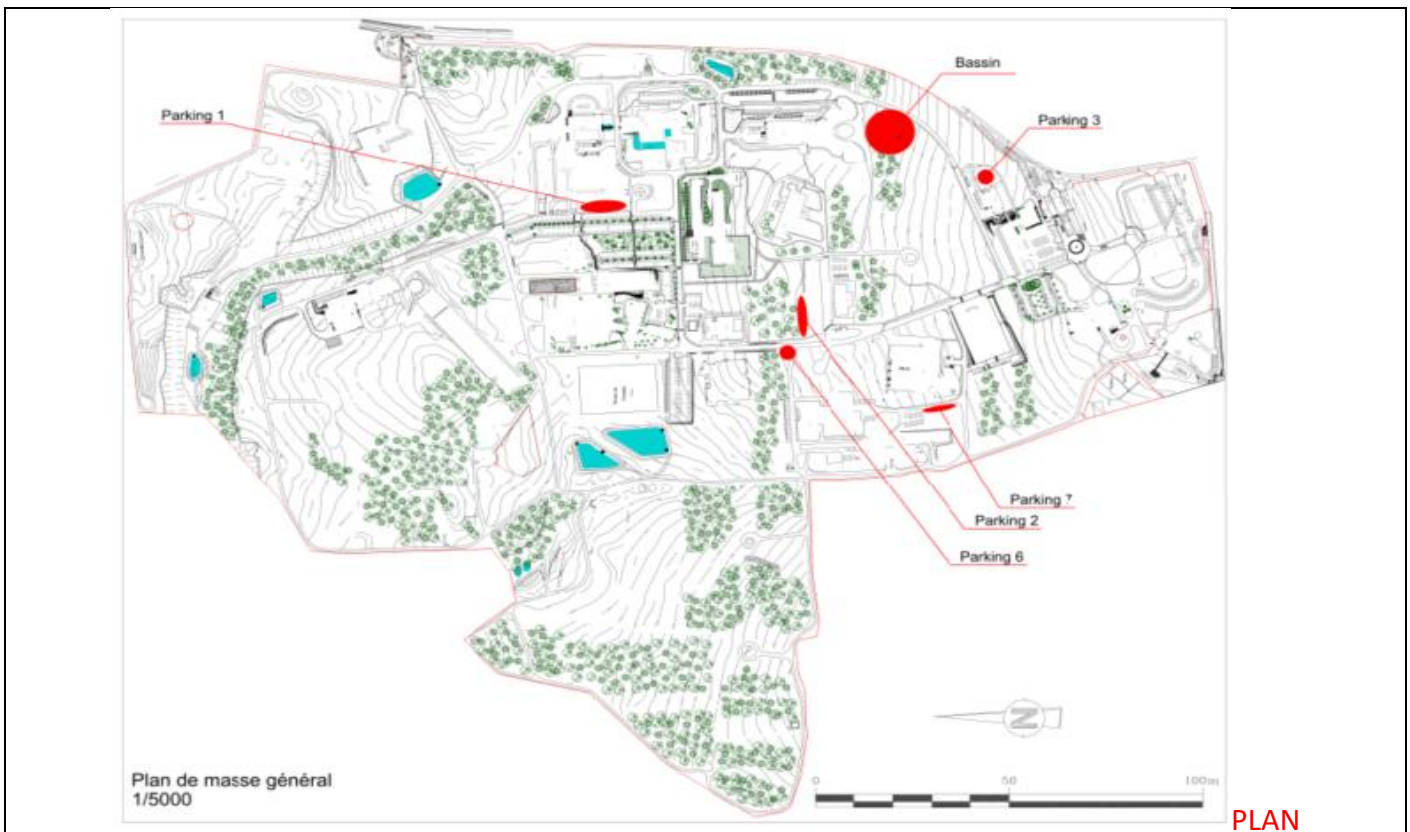 Bassin
Parking 3
Parking 1
Parking 7
Parking 2
Parking 6
N
Plan de masse général
1/5000
0 50 100m
PLAN